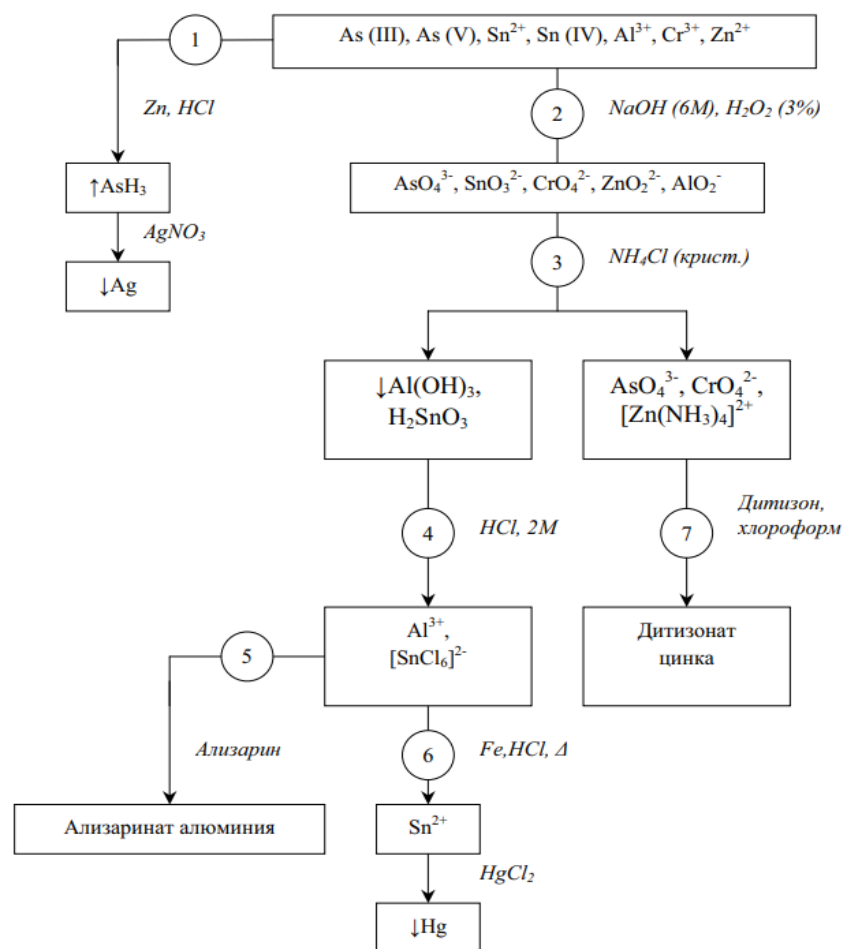 As (III), As (V), Sn²⁺, Sn (IV), Al³⁺, Cr³⁺, Zn²⁺
1
Zn, HCl
2
NaOH (6M), H₂O₂ (3%)
↑AsH₃
AsO₄³⁻, SnO₃²⁻, CrO₄²⁻, ZnO₂²⁻, AlO₂⁻
AgNO₃
3
NH₄Cl (крист.)
↓Ag
↓Al(OH)₃,
H₂SnO₃
AsO₄³⁻, CrO₄²⁻,
[Zn(NH₃)₄]²⁺
4
HCl, 2М
7
Дитизон,
хлороформ
Al³⁺,
[SnCl₆]²⁻
Дитизонат
цинка
5
Ализарин
6
Fe,HCl, Δ
Ализаринат алюминия
Sn²⁺
HgCl₂
↓Hg